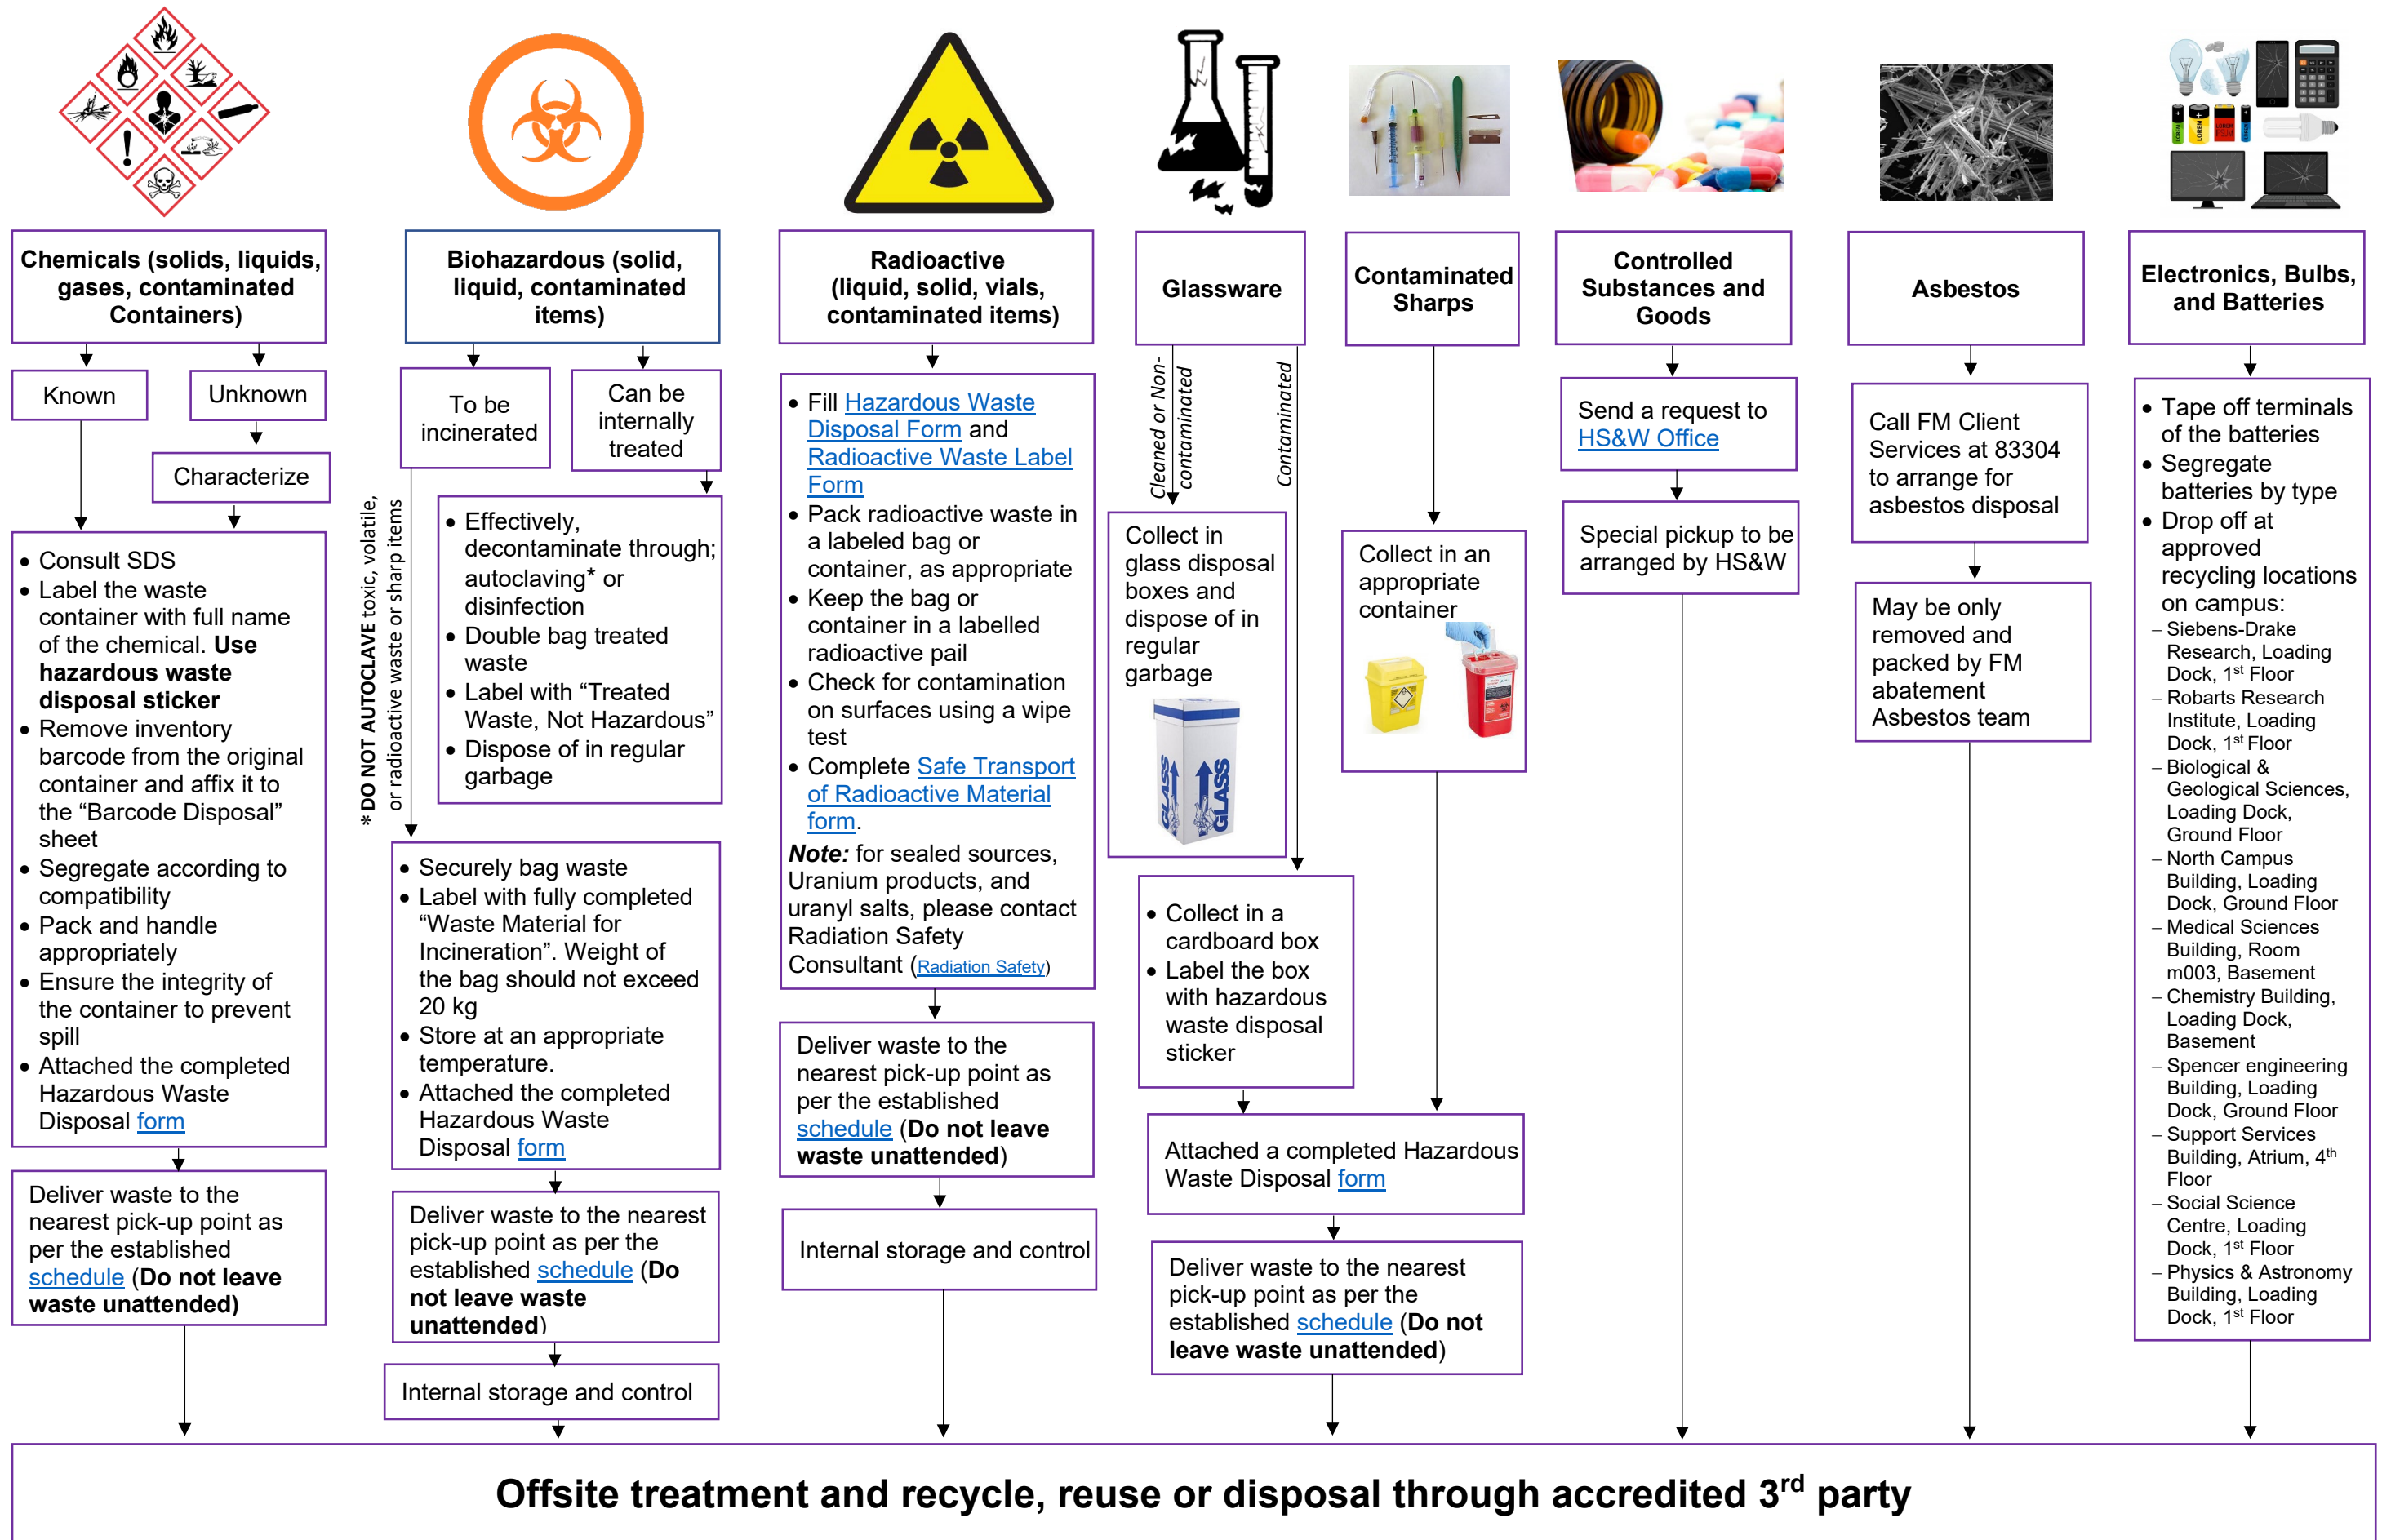 Chemicals (solids, liquids,
gases, contaminated
Containers)
Known
Unknown
Characterize
• Consult SDS
• Label the waste
container with full name
of the chemical. Use
hazardous waste
disposal sticker
• Remove inventory
barcode from the original
container and affix it to
the “Barcode Disposal”
sheet
• Segregate according to
compatibility
• Pack and handle
appropriately
• Ensure the integrity of
the container to prevent
spill
• Attached the completed
Hazardous Waste
Disposal form
Deliver waste to the
nearest pick-up point as
per the established
schedule (Do not leave
waste unattended)
Biohazardous (solid,
liquid, contaminated
items)
To be
incinerated
Can be
internally
treated
* DO NOT AUTOCLAVE toxic, volatile,
or radioactive waste or sharp items
• Effectively,
decontaminate through;
autoclaving* or
disinfection
• Double bag treated
waste
• Label with “Treated
Waste, Not Hazardous”
• Dispose of in regular
garbage
• Securely bag waste
• Label with fully completed
“Waste Material for
Incineration”. Weight of
the bag should not exceed
20 kg
• Store at an appropriate
temperature.
• Attached the completed
Hazardous Waste
Disposal form
Deliver waste to the nearest
pick-up point as per the
established schedule (Do
not leave waste
unattended)
Internal storage and control
Radioactive
(liquid, solid, vials,
contaminated items)
• Fill Hazardous Waste
Disposal Form and
Radioactive Waste Label
Form
• Pack radioactive waste in
a labeled bag or
container, as appropriate
• Keep the bag or
container in a labelled
radioactive pail
• Check for contamination
on surfaces using a wipe
test
• Complete Safe Transport
of Radioactive Material
form.
Note: for sealed sources,
Uranium products, and
uranyl salts, please contact
Radiation Safety
Consultant (Radiation Safety)
Deliver waste to the
nearest pick-up point as
per the established
schedule (Do not leave
waste unattended)
Internal storage and control
Glassware
Cleaned or Non-
contaminated
Contaminated
Collect in
glass disposal
boxes and
dispose of in
regular
garbage
GLASS
GLASS
• Collect in a
cardboard box
• Label the box
with hazardous
waste disposal
sticker
Contaminated
Sharps
Collect in an
appropriate
container
Attached a completed Hazardous
Waste Disposal form
Deliver waste to the nearest
pick-up point as per the
established schedule (Do not
leave waste unattended)
Controlled
Substances and
Goods
Send a request to
HS&W Office
Special pickup to be
arranged by HS&W
Asbestos
Call FM Client
Services at 83304
to arrange for
asbestos disposal
May be only
removed and
packed by FM
abatement
Asbestos team
LOREM
LOREM
LOREM
Electronics, Bulbs,
and Batteries
• Tape off terminals
of the batteries
• Segregate
batteries by type
• Drop off at
approved
recycling locations
on campus:
– Siebens-Drake
Research, Loading
Dock, 1st Floor
– Robarts Research
Institute, Loading
Dock, 1st Floor
– Biological &
Geological Sciences,
Loading Dock,
Ground Floor
– North Campus
Building, Loading
Dock, Ground Floor
– Medical Sciences
Building, Room
m003, Basement
– Chemistry Building,
Loading Dock,
Basement
– Spencer engineering
Building, Loading
Dock, Ground Floor
– Support Services
Building, Atrium, 4th
Floor
– Social Science
Centre, Loading
Dock, 1st Floor
– Physics & Astronomy
Building, Loading
Dock, 1st Floor
Offsite treatment and recycle, reuse or disposal through accredited 3rd party